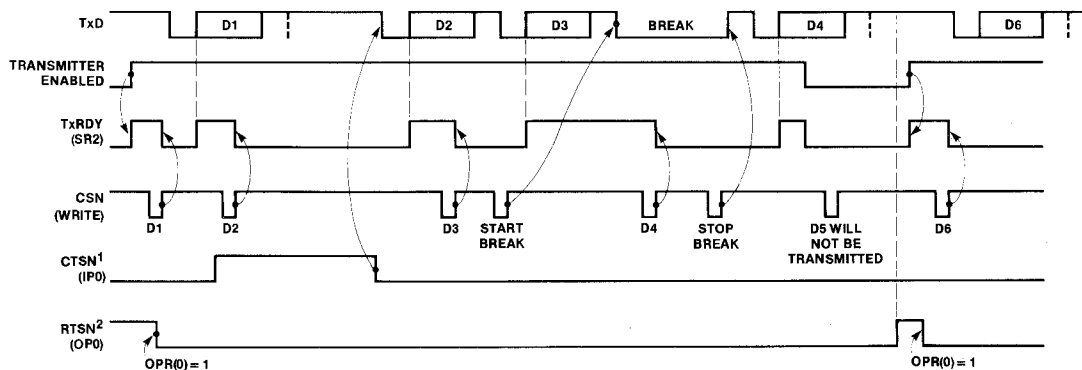 TxD D1 D2 D3 BREAK D4 D6
TRANSMITTER
ENABLED
TxRDY
(SR2)
CSN
(WRITE)
D1 D2 D3 START
BREAK D4 STOP
BREAK D5 WILL
NOT BE
TRANSMITTED D6
CTSN1
(IP0)
RTSN2
(OP0)
OPR(0) = 1 OPR(0) = 1